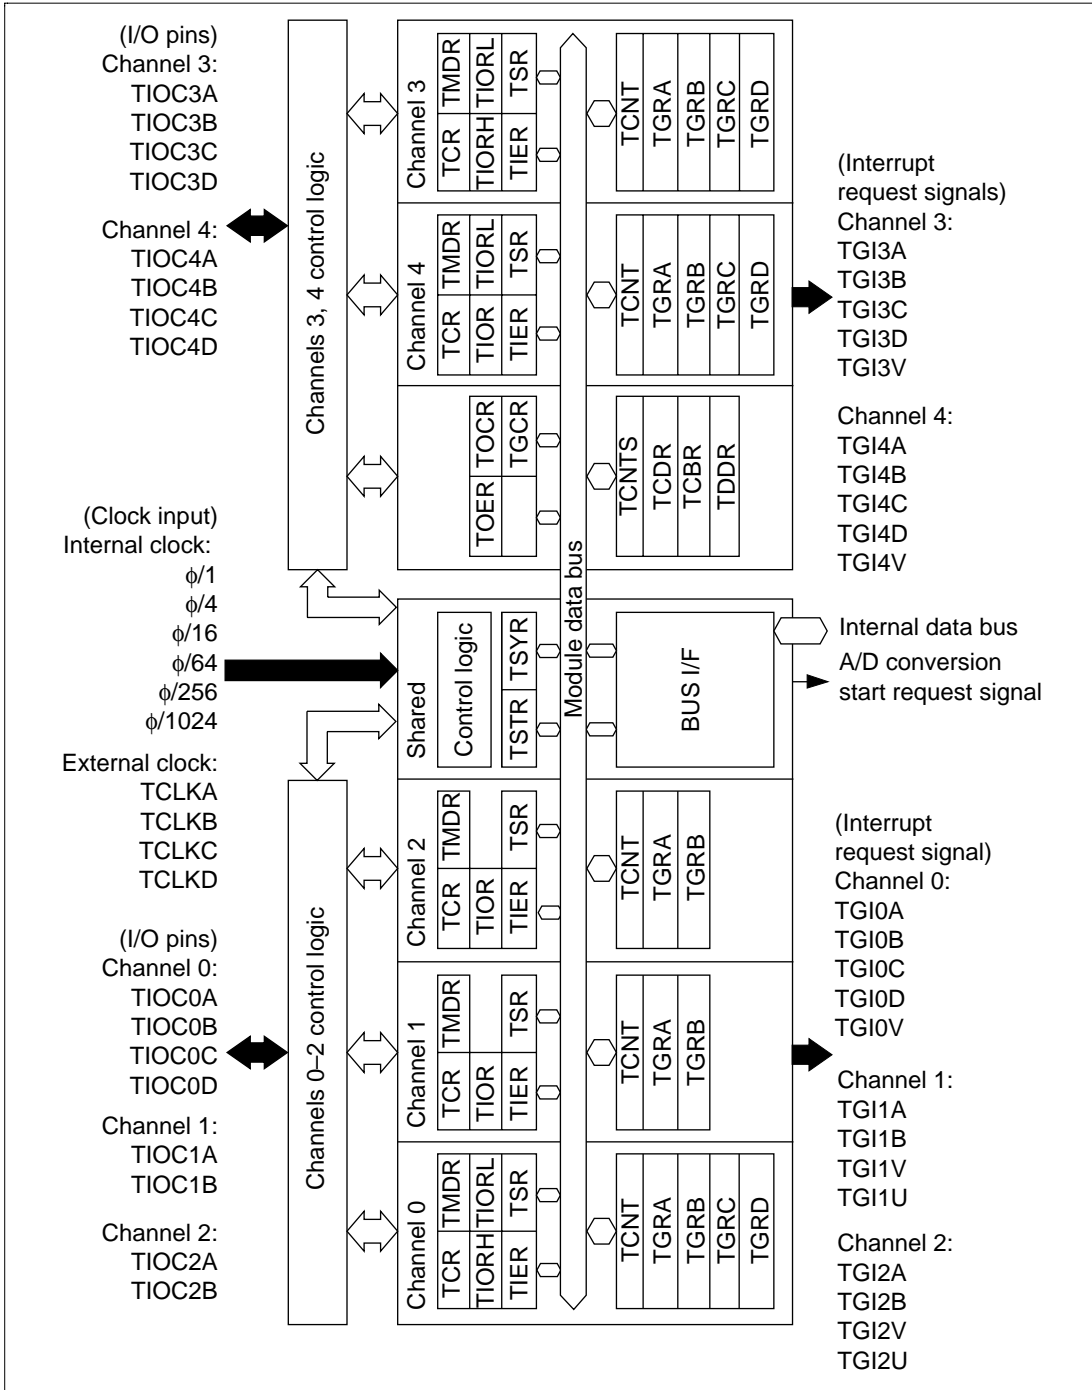 (I/O pins)
Channel 3:
TIOC3A
TIOC3B
TIOC3C
TIOC3D
Channel 4:
TIOC4A
TIOC4B
TIOC4C
TIOC4D
(Clock input)
Internal clock:
ϕ/1
ϕ/4
ϕ/16
ϕ/64
ϕ/256
ϕ/1024
External clock:
TCLKA
TCLKB
TCLKC
TCLKD
(I/O pins)
Channel 0:
TIOC0A
TIOC0B
TIOC0C
TIOC0D
Channel 1:
TIOC1A
TIOC1B
Channel 2:
TIOC2A
TIOC2B
Channels 3, 4 control logic
Channels 0–2 control logic
Channel 3
TCR
TMDR
TIORH
TIORL
TIER
TSR
TCNT
TGRA
TGRB
TGRC
TGRD
Channel 4
TCR
TMDR
TIOR
TIORL
TIER
TSR
TCNT
TGRA
TGRB
TGRC
TGRD
TOER
TOCR
TGCR
TCNTS
TCDR
TCBR
TDDR
Module data bus
Shared
Control logic
TSTR
TSYR
BUS I/F
Channel 2
TCR
TMDR
TIOR
TIER
TSR
TCNT
TGRA
TGRB
Channel 1
TCR
TMDR
TIOR
TIER
TSR
TCNT
TGRA
TGRB
Channel 0
TCR
TMDR
TIORH
TIORL
TIER
TSR
TCNT
TGRA
TGRB
TGRC
TGRD
(Interrupt
request signals)
Channel 3:
TGI3A
TGI3B
TGI3C
TGI3D
TGI3V
Channel 4:
TGI4A
TGI4B
TGI4C
TGI4D
TGI4V
Internal data bus
A/D conversion
start request signal
(Interrupt
request signal)
Channel 0:
TGI0A
TGI0B
TGI0C
TGI0D
TGI0V
Channel 1:
TGI1A
TGI1B
TGI1V
TGI1U
Channel 2:
TGI2A
TGI2B
TGI2V
TGI2U